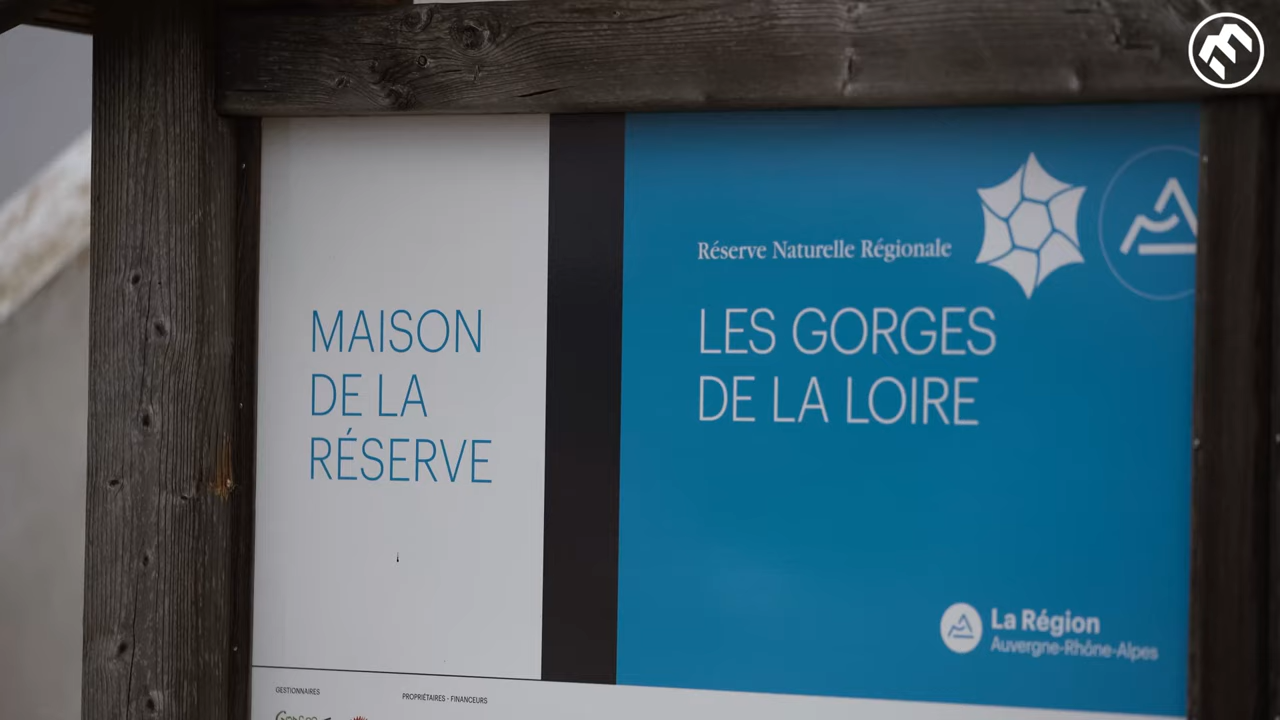 MAISON
DE LA
RÉSERVE
Réserve Naturelle Régionale
LES GORGES
DE LA LOIRE
La Région
Auvergne-Rhône-Alpes
GESTIONNAIRES
PROPRIÉTAIRES - FINANCEURS